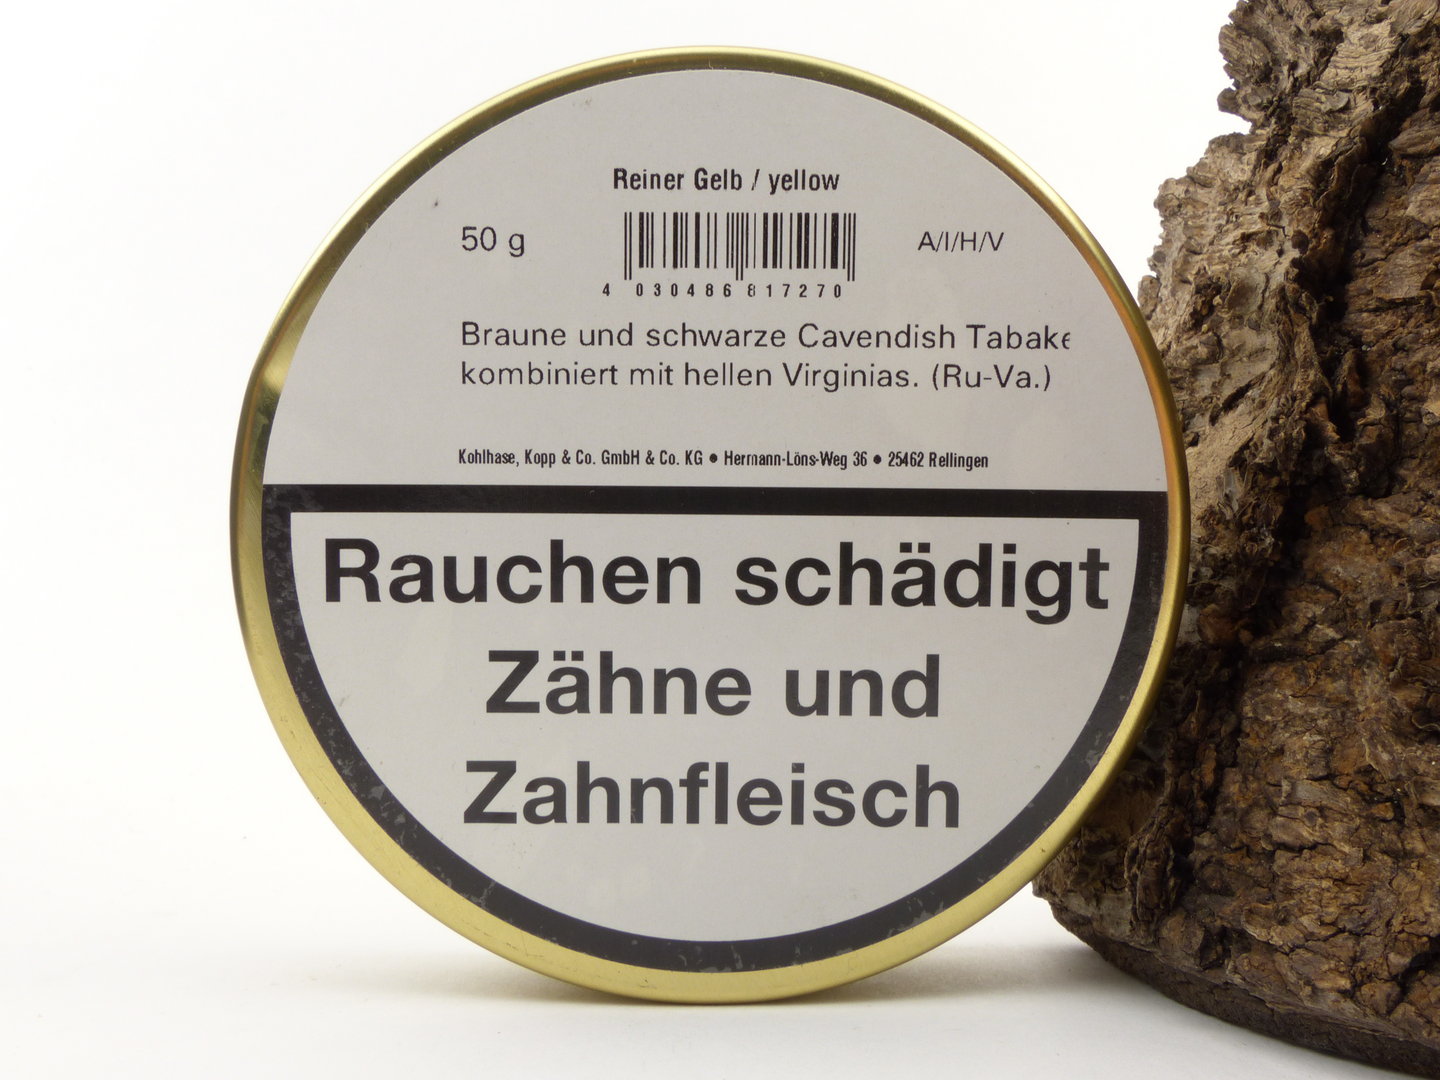 Reiner Gelb / yellow
50 g
A/I/H/V
4 030486 817270
Braune und schwarze Cavendish Tabake
kombiniert mit hellen Virginias. (Ru-Va.)
Kohlhase, Kopp & Co. GmbH & Co. KG • Herrmann-Löns-Weg 36 • 25462 Rellingen
Rauchen schädigt
Zähne und
Zahnfleisch